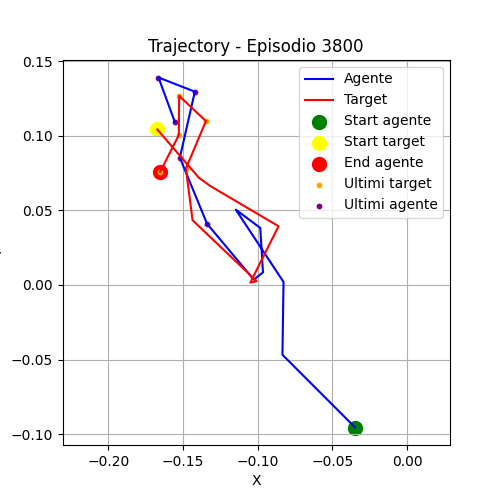 Trajectory - Episodio 3800
0.15
0.10
0.05
0.00
−0.05
−0.10
−0.20
−0.15
−0.10
−0.05
0.00
X
Agente
Target
Start agente
Start target
End agente
Ultimi target
Ultimi agente